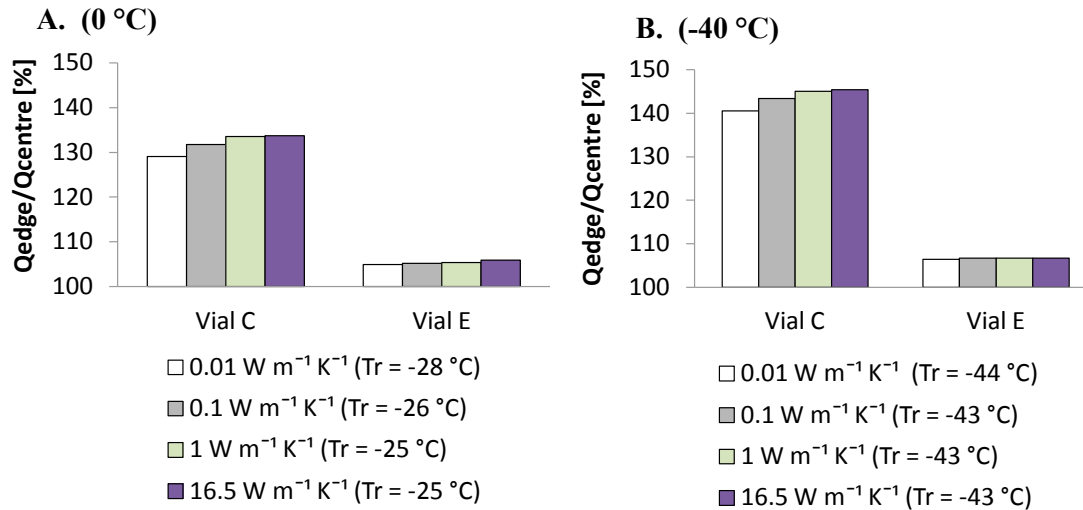 A. (0 °C)
Qedge/Qcentre [%]
150
140
130
120
110
100
Vial C
Vial E
0.01 W m⁻¹ K⁻¹ (Tr = -28 °C)
0.1 W m⁻¹ K⁻¹ (Tr = -26 °C)
1 W m⁻¹ K⁻¹ (Tr = -25 °C)
16.5 W m⁻¹ K⁻¹ (Tr = -25 °C)
B. (-40 °C)
Qedge/Qcentre [%]
150
140
130
120
110
100
Vial C
Vial E
0.01 W m⁻¹ K⁻¹ (Tr = -44 °C)
0.1 W m⁻¹ K⁻¹ (Tr = -43 °C)
1 W m⁻¹ K⁻¹ (Tr = -43 °C)
16.5 W m⁻¹ K⁻¹ (Tr = -43 °C)